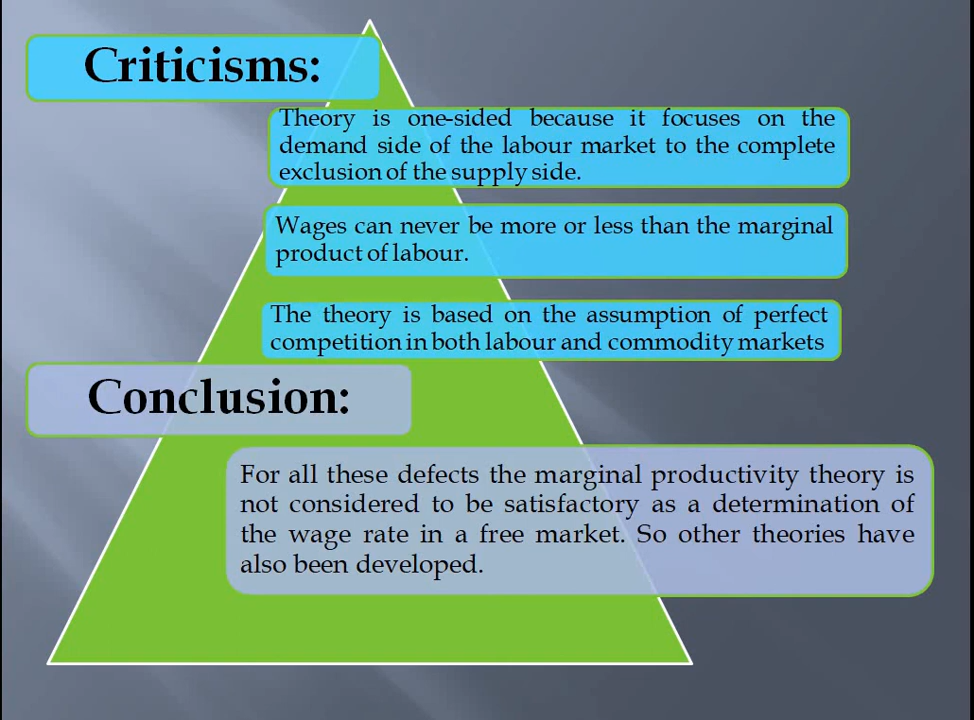 Criticisms:
Theory is one-sided because it focuses on the
demand side of the labour market to the complete
exclusion of the supply side.
Wages can never be more or less than the marginal
product of labour.
The theory is based on the assumption of perfect
competition in both labour and commodity markets
Conclusion:
For all these defects the marginal productivity theory is
not considered to be satisfactory as a determination of
the wage rate in a free market. So other theories have
also been developed.